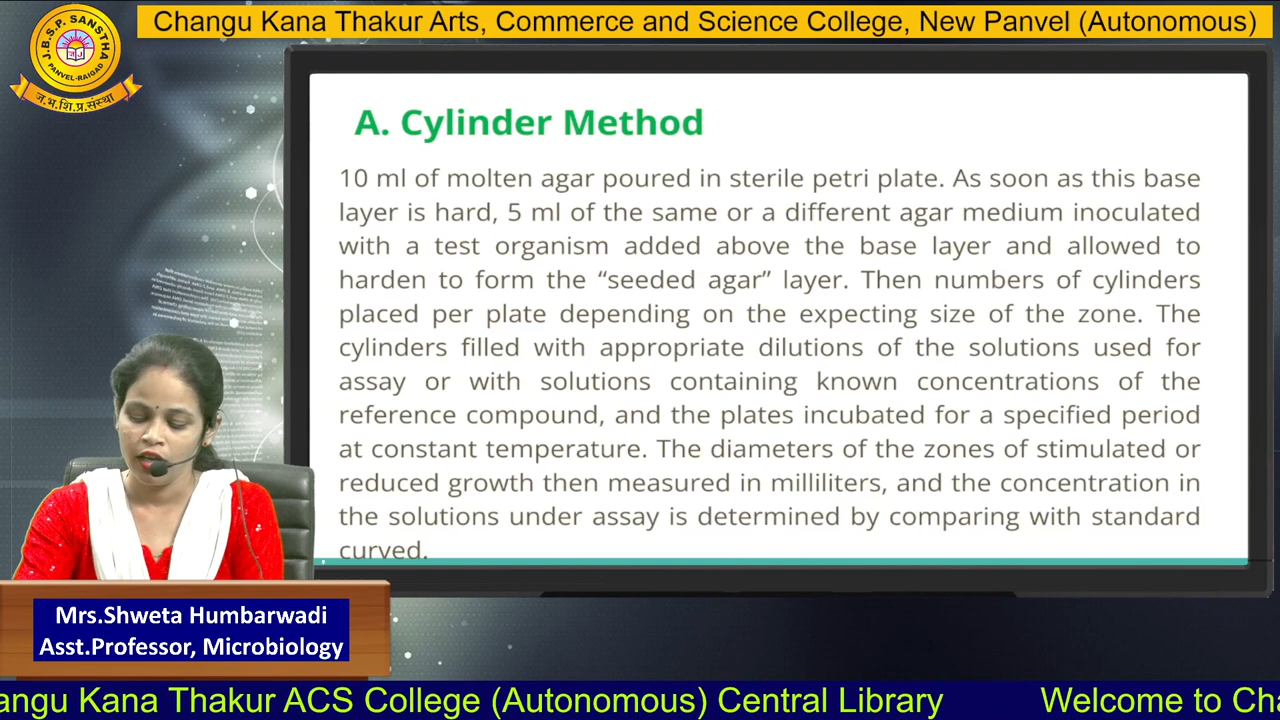 Changu Kana Thakur Arts, Commerce and Science College, New Panvel (Autonomous)
J.B.S.P. SANSTHA
PANVEL-RAIGAD
ज.भ.शि.प्र.संस्था
A. Cylinder Method
10 ml of molten agar poured in sterile petri plate. As soon as this base
layer is hard, 5 ml of the same or a different agar medium inoculated
with a test organism added above the base layer and allowed to
harden to form the “seeded agar” layer. Then numbers of cylinders
placed per plate depending on the expecting size of the zone. The
cylinders filled with appropriate dilutions of the solutions used for
assay or with solutions containing known concentrations of the
reference compound, and the plates incubated for a specified period
at constant temperature. The diameters of the zones of stimulated or
reduced growth then measured in milliliters, and the concentration in
the solutions under assay is determined by comparing with standard
curved.
Mrs.Shweta Humbarwadi
Asst.Professor, Microbiology
angu Kana Thakur ACS College (Autonomous) Central Library Welcome to Cha